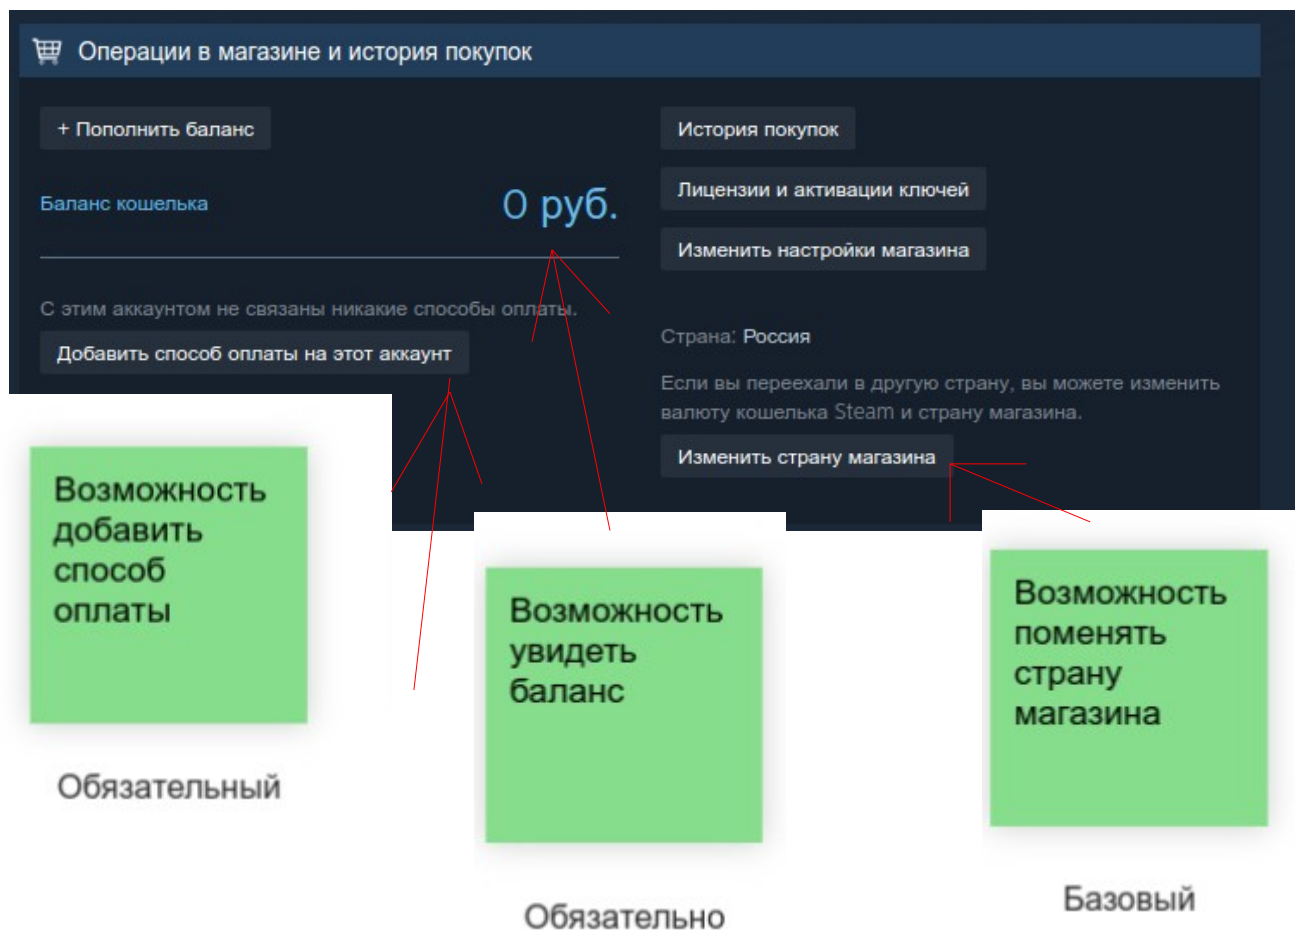 Операции в магазине и история покупок
+ Пополнить баланс
Баланс кошелька
0 руб.
С этим аккаунтом не связаны никакие способы оплаты.
Добавить способ оплаты на этот аккаунт
История покупок
Лицензии и активации ключей
Изменить настройки магазина
Страна: Россия
Если вы переехали в другую страну, вы можете изменить
валюту кошелька Steam и страну магазина.
Изменить страну магазина
Возможность
добавить
способ
оплаты
Обязательный
Возможность
увидеть
баланс
Обязательно
Возможность
поменять
страну
магазина
Базовый